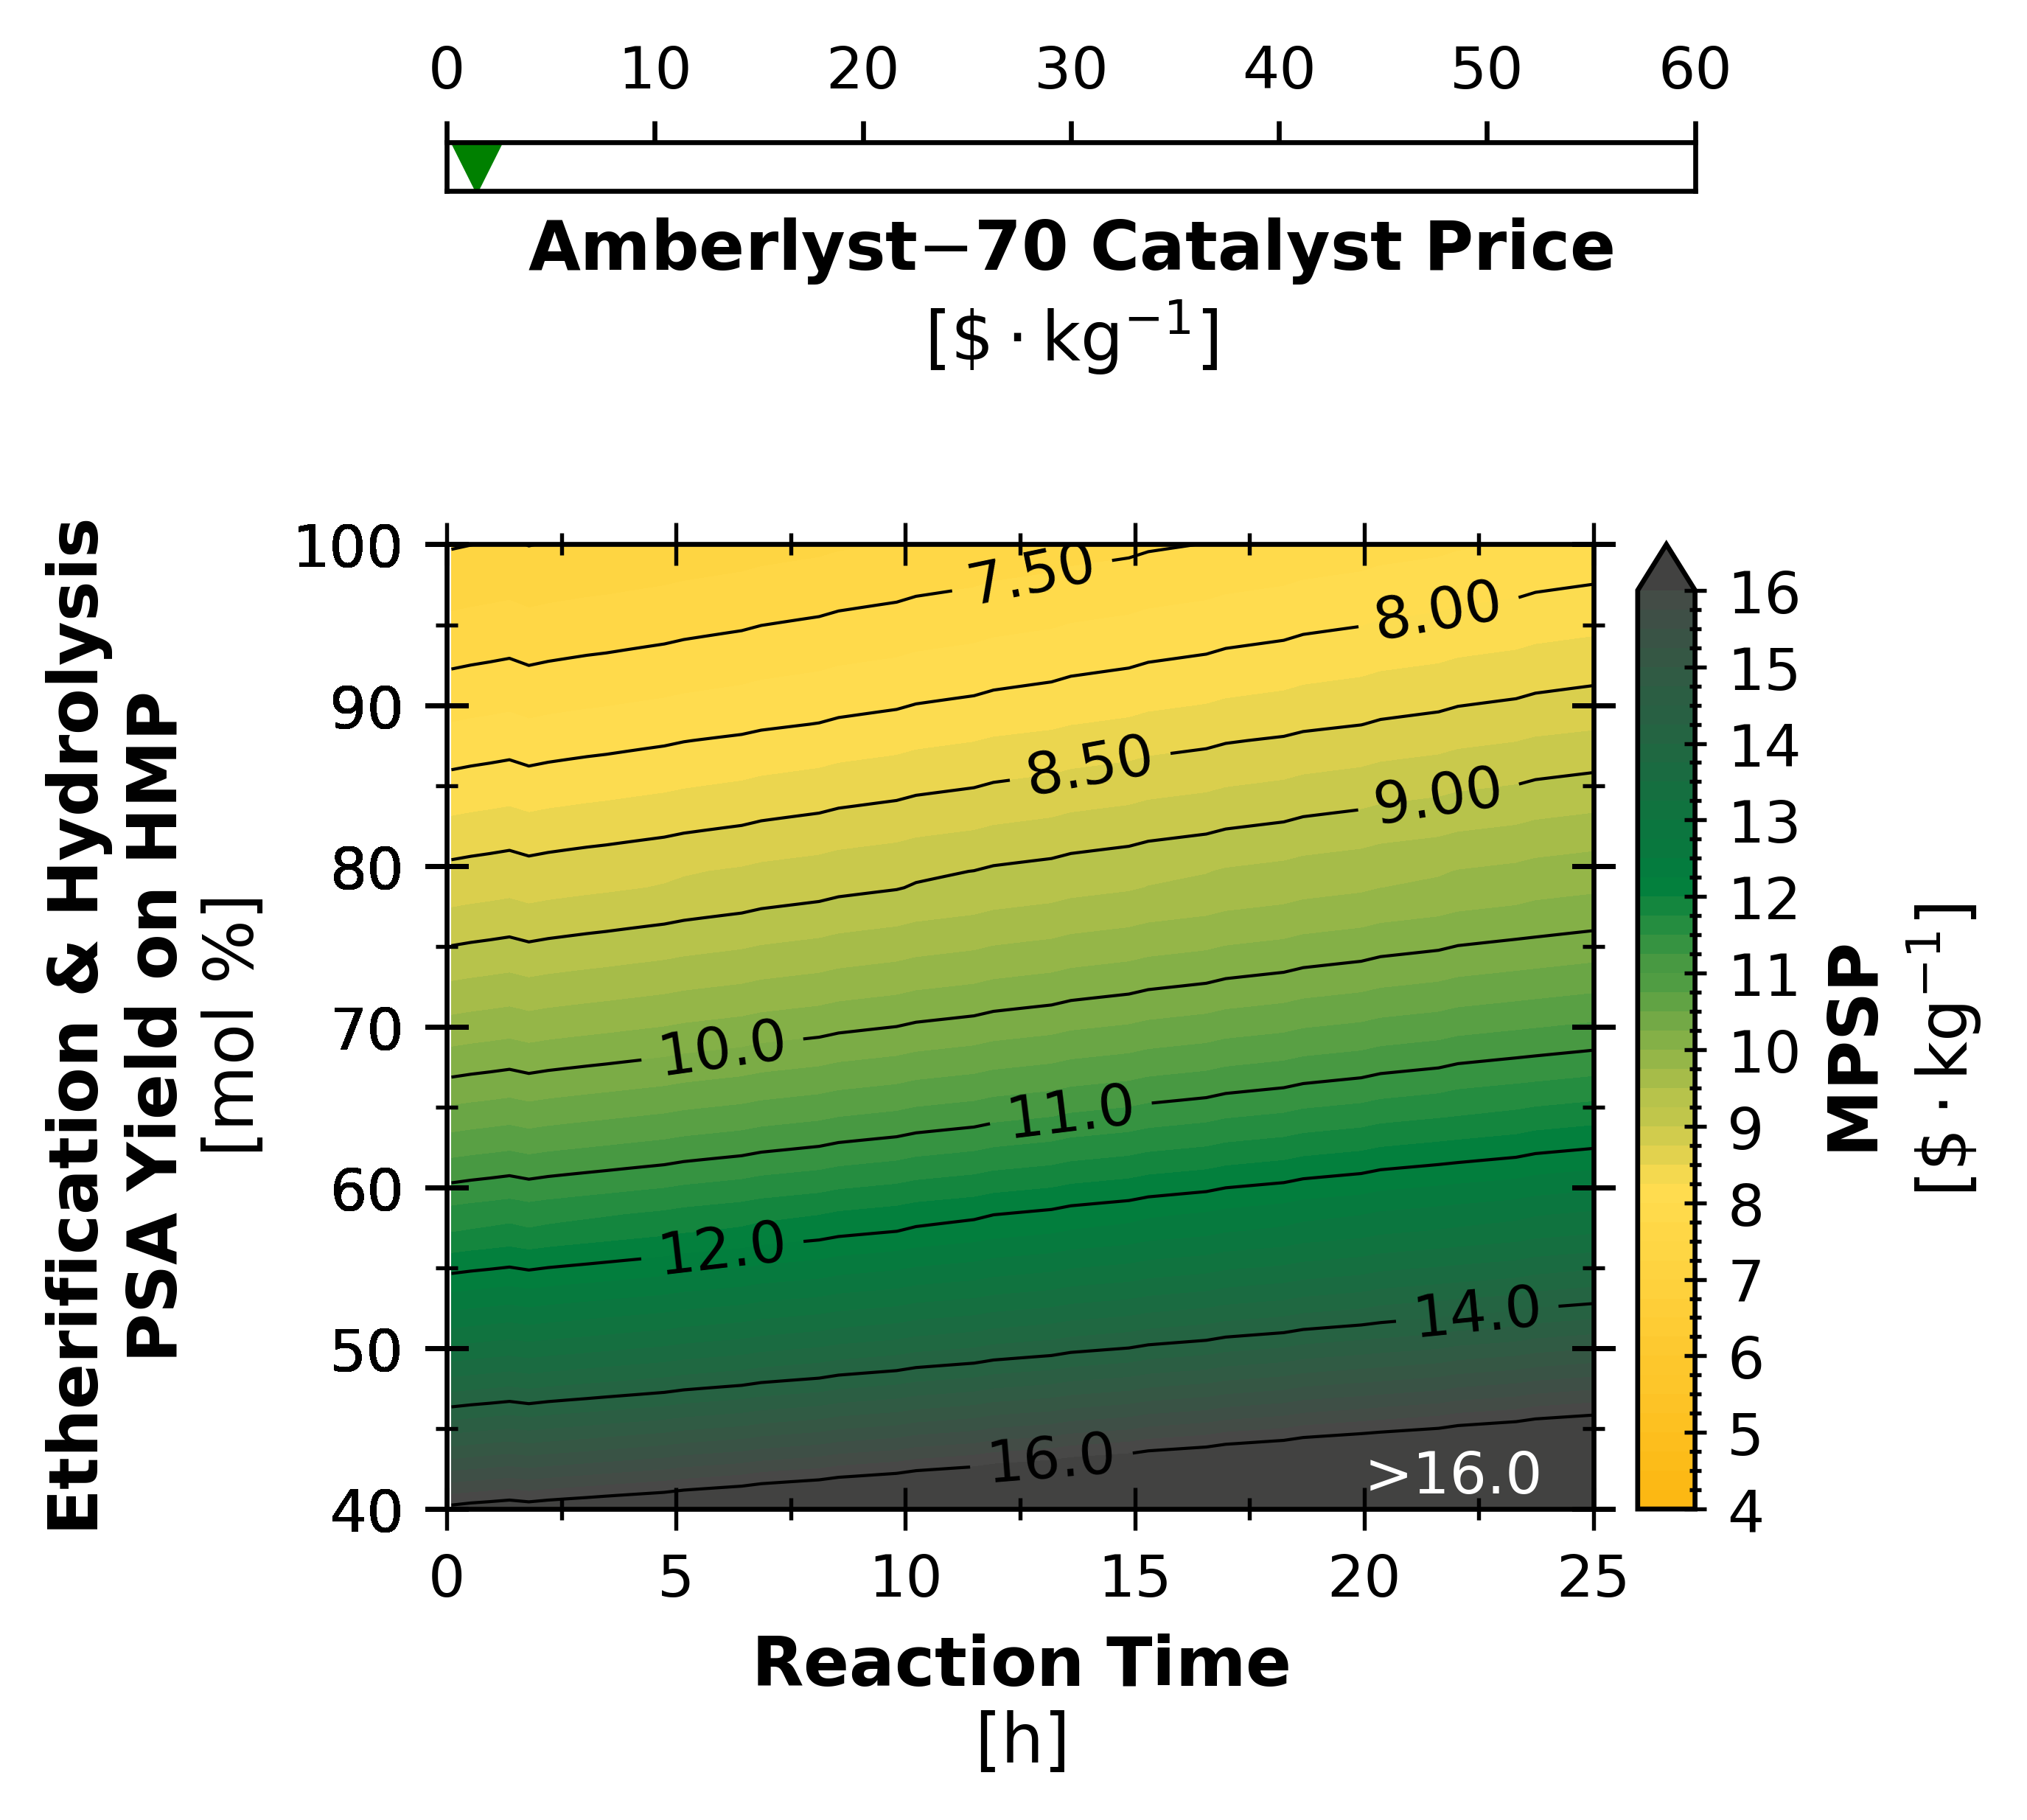 0 10 20 30 40 50 60
Amberlyst−70 Catalyst Price
[$·kg⁻¹]
Etherification & Hydrolysis
PSA Yield on HMP
[mol %]
100
90
80
70
60
50
40
7.50
8.00
8.50
9.00
10.0
11.0
12.0
14.0
16.0
>16.0
0 5 10 15 20 25
Reaction Time
[h]
16
15
14
13
12
11
10
9
8
7
6
5
4
MPSP
[$·kg⁻¹]